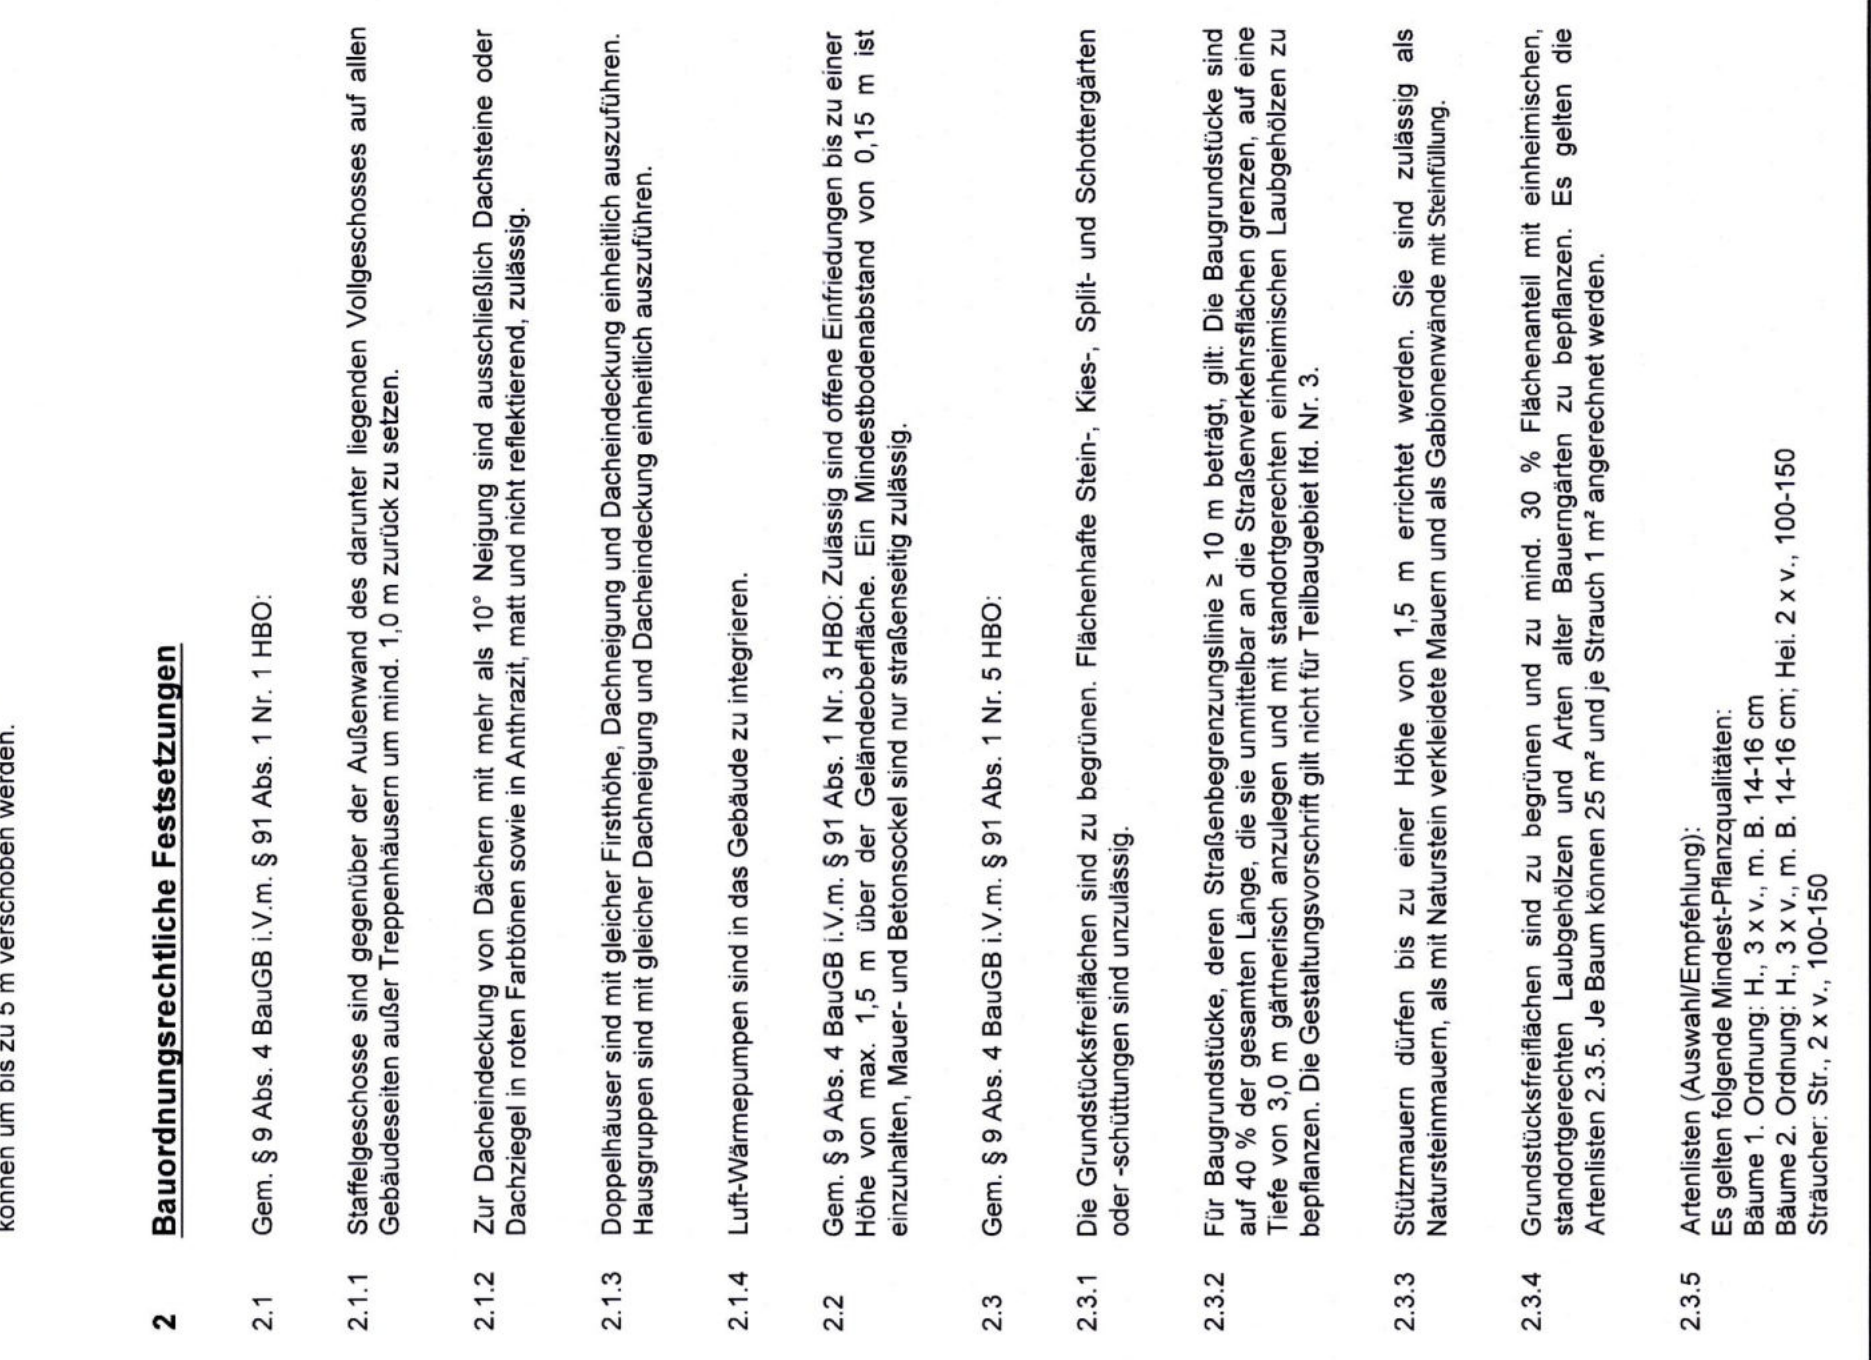 können um bis zu 5 m verschoben werden.
2 Bauordnungsrechtliche Festsetzungen
2.1 Gem. § 9 Abs. 4 BauGB i.V.m. § 91 Abs. 1 Nr. 1 HBO:
2.1.1 Staffelgeschosse sind gegenüber der Außenwand des darunter liegenden Vollgeschosses auf allen
Gebäudeseiten außer Treppenhäusern um mind. 1,0 m zurück zu setzen.
2.1.2 Zur Dacheindeckung von Dächern mit mehr als 10° Neigung sind ausschließlich Dachsteine oder
Dachziegel in roten Farbtönen sowie in Anthrazit, matt und nicht reflektierend, zulässig.
2.1.3 Doppelhäuser sind mit gleicher Firsthöhe, Dachneigung und Dacheindeckung einheitlich auszuführen.
Hausgruppen sind mit gleicher Dachneigung und Dacheindeckung einheitlich auszuführen.
2.1.4 Luft-Wärmepumpen sind in das Gebäude zu integrieren.
2.2 Gem. § 9 Abs. 4 BauGB i.V.m. § 91 Abs. 1 Nr. 3 HBO: Zulässig sind offene Einfriedungen bis zu einer
Höhe von max. 1,5 m über der Geländeoberfläche. Ein Mindestbodenabstand von 0,15 m ist
einzuhalten, Mauer- und Betonsockel sind nur straßenseitig zulässig.
2.3 Gem. § 9 Abs. 4 BauGB i.V.m. § 91 Abs. 1 Nr. 5 HBO:
2.3.1 Die Grundstücksfreiflächen sind zu begrünen. Flächenhafte Stein-, Kies-, Split- und Schottergärten
oder -schüttungen sind unzulässig.
2.3.2 Für Baugrundstücke, deren Straßenbegrenzungslinie ≥ 10 m beträgt, gilt: Die Baugrundstücke sind
auf 40 % der gesamten Länge, die sie unmittelbar an die Straßenverkehrsflächen grenzen, auf eine
Tiefe von 3,0 m gärtnerisch anzulegen und mit standortgerechten einheimischen Laubgehölzen zu
bepflanzen. Die Gestaltungsvorschrift gilt nicht für Teilbaugebiet lfd. Nr. 3.
2.3.3 Stützmauern dürfen bis zu einer Höhe von 1,5 m errichtet werden. Sie sind zulässig als
Natursteinmauern, als mit Naturstein verkleidete Mauern und als Gabionenwände mit Steinfüllung.
2.3.4 Grundstücksfreiflächen sind zu begrünen und zu mind. 30 % Flächenanteil mit einheimischen,
standortgerechten Laubgehölzen und Arten alter Bauerngärten zu bepflanzen. Es gelten die
Artenlisten 2.3.5. Je Baum können 25 m² und je Strauch 1 m² angerechnet werden.
2.3.5 Artenlisten (Auswahl/Empfehlung):
Es gelten folgende Mindest-Pflanzqualitäten:
Bäume 1. Ordnung: H., 3 x v., m. B. 14-16 cm
Bäume 2. Ordnung: H., 3 x v., m. B. 14-16 cm; Hei. 2 x v., 100-150
Sträucher: Str., 2 x v., 100-150